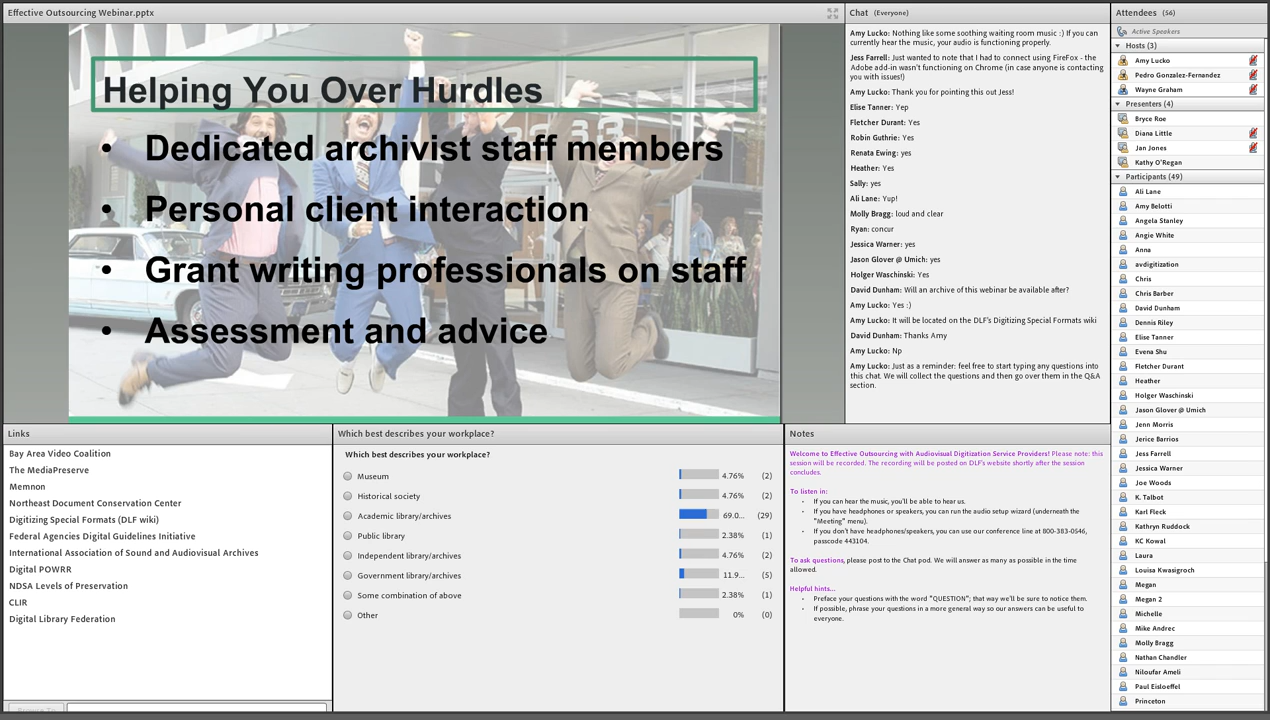 Effective Outsourcing Webinar.pptx
Helping You Over Hurdles
• Dedicated archivist staff members
• Personal client interaction
• Grant writing professionals on staff
• Assessment and advice
Chat (Everyone)
Amy Lucko: Nothing like some soothing waiting room music :) If you can
currently hear the music, your audio is functioning properly.
Jess Farrell: Just wanted to note that I had to connect using FireFox - the
Adobe add-in wasn't functioning on Chrome (in case anyone is contacting
you with issues!)
Amy Lucko: Thank you for pointing this out Jess!
Elise Tanner: Yep
Fletcher Durant: Yes
Robin Guthrie: Yes
Renata Ewing: yes
Heather: Yes
Sally: yes
Ali Lane: Yup!
Molly Bragg: loud and clear
Ryan: concur
Jessica Warner: yes
Jason Glover @ Umich: yes
Holger Waschinski: Yes
David Dunham: Will an archive of this webinar be available after?
Amy Lucko: Yes :)
Amy Lucko: It will be located on the DLF's Digitizing Special Formats wiki
David Dunham: Thanks Amy
Amy Lucko: Np
Amy Lucko: Just as a reminder: feel free to start typing any questions into
this chat. We will collect the questions and then go over them in the Q&A
section.
Attendees (56)
Active Speakers
Hosts (3)
Amy Lucko
Pedro Gonzalez-Fernandez
Wayne Graham
Presenters (4)
Bryce Roe
Diana Little
Jan Jones
Kathy O'Regan
Participants (49)
Ali Lane
Amy Belotti
Angela Stanley
Angie White
Anna
avdigitization
Chris
Chris Barber
David Dunham
Dennis Riley
Elise Tanner
Evena Shu
Fletcher Durant
Heather
Holger Waschinski
Jason Glover @ Umich
Jenn Morris
Jerice Barrios
Jess Farrell
Jessica Warner
Joe Woods
K. Talbot
Karl Fleck
Kathryn Ruddock
KC Kowal
Laura
Louisa Kwasigroch
Megan
Megan 2
Michelle
Mike Andrec
Molly Bragg
Nathan Chandler
Niloufar Ameli
Paul Eisloeffel
Princeton
Links
Bay Area Video Coalition
The MediaPreserve
Memnon
Northeast Document Conservation Center
Digitizing Special Formats (DLF wiki)
Federal Agencies Digital Guidelines Initiative
International Association of Sound and Audiovisual Archives
Digital POWRR
NDSA Levels of Preservation
CLIR
Digital Library Federation
Browse To
Which best describes your workplace?
Which best describes your workplace?
Museum 4.76% (2)
Historical society 4.76% (2)
Academic library/archives 69.0... (29)
Public library 2.38% (1)
Independent library/archives 4.76% (2)
Government library/archives 11.9... (5)
Some combination of above 2.38% (1)
Other 0% (0)
Notes
Welcome to Effective Outsourcing with Audiovisual Digitization Service Providers! Please note: this
session will be recorded. The recording will be posted on DLF's website shortly after the session
concludes.
To listen in:
• If you can hear the music, you'll be able to hear us.
• If you have headphones or speakers, you can run the audio setup wizard (underneath the
"Meeting" menu).
• If you don't have headphones/speakers, you can use our conference line at 800-383-0546,
passcode 443104.
To ask questions, please post to the Chat pod. We will answer as many as possible in the time
allowed.
Helpful hints...
• Preface your questions with the word "QUESTION"; that way we'll be sure to notice them.
• If possible, phrase your questions in a more general way so our answers can be useful to
everyone.